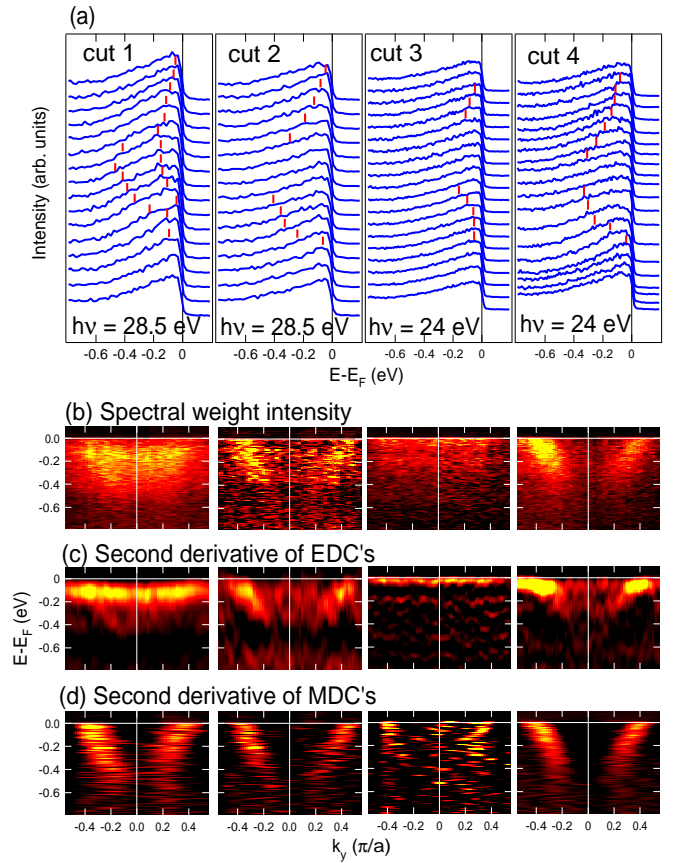 (a)
cut 1 cut 2 cut 3 cut 4
Intensity (arb. units)
hν = 28.5 eV hν = 28.5 eV hν = 24 eV hν = 24 eV
-0.6 -0.4 -0.2 0 -0.6 -0.4 -0.2 0 -0.6 -0.4 -0.2 0 -0.6 -0.4 -0.2 0
E-E_F (eV)
(b) Spectral weight intensity
0.0
-0.2
-0.4
-0.6
(c) Second derivative of EDC's
0
-0.2
-0.4
-0.6
E-E_F (eV)
(d) Second derivative of MDC's
0.0
-0.2
-0.4
-0.6
-0.4 -0.2 0.0 0.2 0.4 -0.4 -0.2 0.0 0.2 0.4 -0.4 -0.2 0 0.2 0.4 -0.4 -0.2 0.0 0.2 0.4
k_y (π/a)